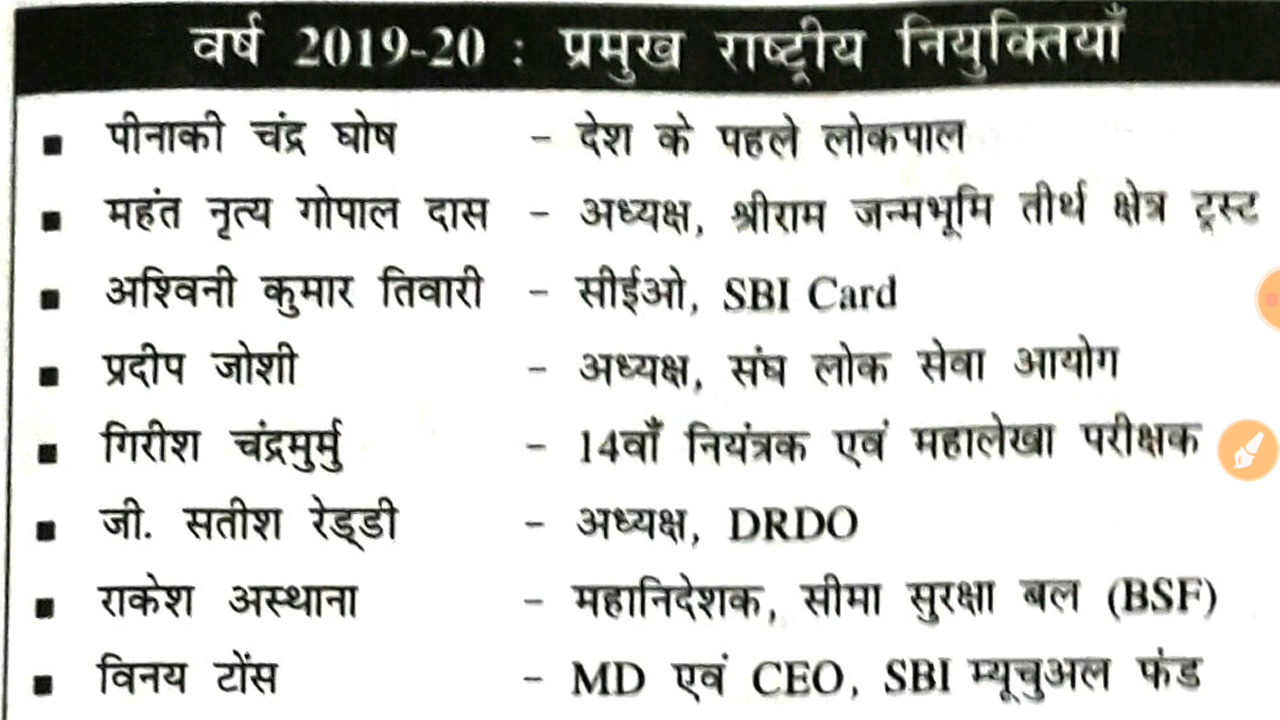 वर्ष 2019-20 : प्रमुख राष्ट्रीय नियुक्तियाँ
▪ पीनाकी चंद्र घोष – देश के पहले लोकपाल
▪ महंत नृत्य गोपाल दास – अध्यक्ष, श्रीराम जन्मभूमि तीर्थ क्षेत्र ट्रस्ट
▪ अश्विनी कुमार तिवारी – सीईओ, SBI Card
▪ प्रदीप जोशी – अध्यक्ष, संघ लोक सेवा आयोग
▪ गिरीश चंद्रमुर्मु – 14वाँ नियंत्रक एवं महालेखा परीक्षक
▪ जी. सतीश रेड्डी – अध्यक्ष, DRDO
▪ राकेश अस्थाना – महानिदेशक, सीमा सुरक्षा बल (BSF)
▪ विनय टोंस – MD एवं CEO, SBI म्यूचुअल फंड